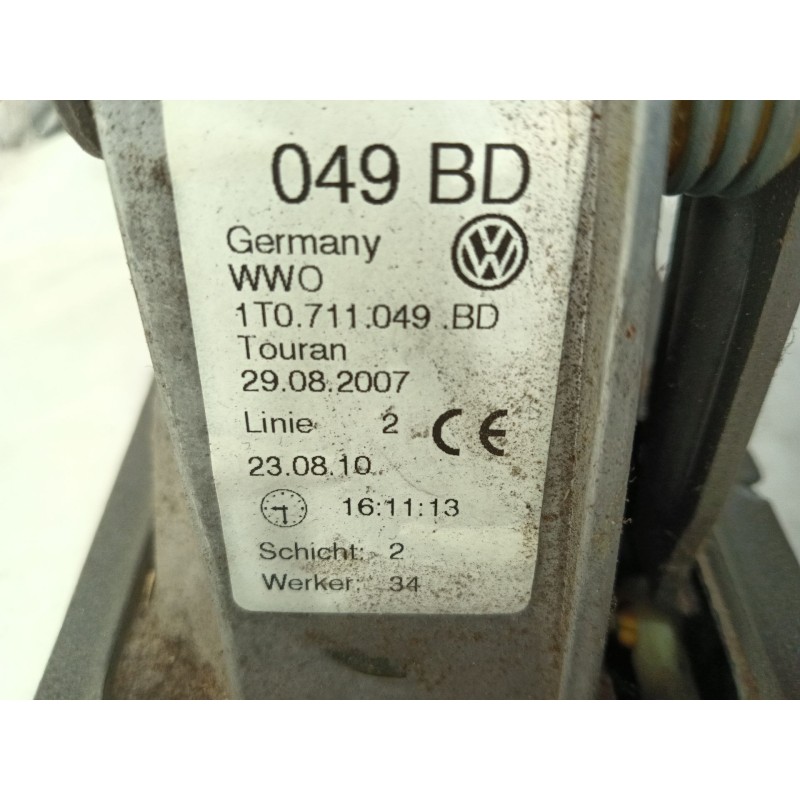 049 BD
Germany
WWO
1T0.711.049 .BD
Touran
29.08.2007
Linie 2
CE
23.08.10
16:11:13
Schicht: 2
Werker: 34